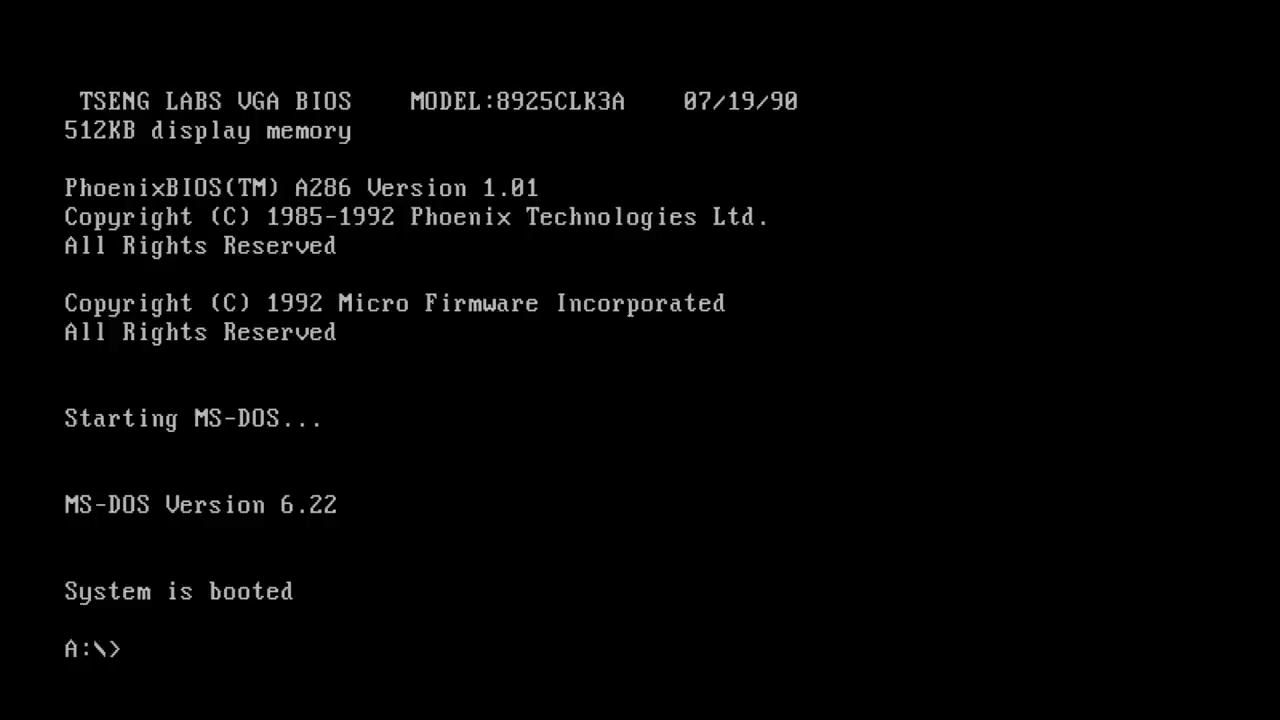 TSENG LABS VGA BIOS    MODEL:8925CLK3A    07/19/90
512KB display memory
PhoenixBIOS(TM) A286 Version 1.01
Copyright (C) 1985-1992 Phoenix Technologies Ltd.
All Rights Reserved
Copyright (C) 1992 Micro Firmware Incorporated
All Rights Reserved
Starting MS-DOS...
MS-DOS Version 6.22
System is booted
A:\>